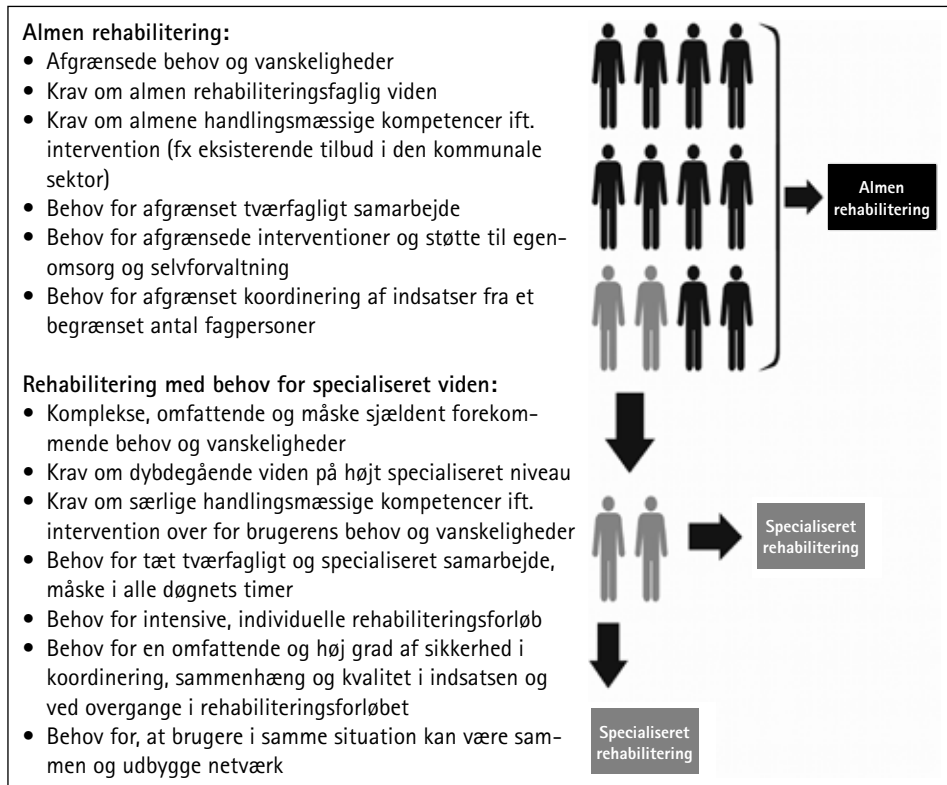 Almen rehabilitering:
• Afgrænsede behov og vanskeligheder
• Krav om almen rehabiliteringsfaglig viden
• Krav om almene handlingsmæssige kompetencer ift.
intervention (fx eksisterende tilbud i den kommunale
sektor)
• Behov for afgrænset tværfagligt samarbejde
• Behov for afgrænsede interventioner og støtte til egen-
omsorg og selvforvaltning
• Behov for afgrænset koordinering af indsatser fra et
begrænset antal fagpersoner
Almen
rehabilitering
Rehabilitering med behov for specialiseret viden:
• Komplekse, omfattende og måske sjældent forekom-
mende behov og vanskeligheder
• Krav om dybdegående viden på højt specialiseret niveau
• Krav om særlige handlingsmæssige kompetencer ift.
intervention over for brugerens behov og vanskeligheder
• Behov for tæt tværfagligt og specialiseret samarbejde,
måske i alle døgnets timer
• Behov for intensive, individuelle rehabiliteringsforløb
• Behov for en omfattende og høj grad af sikkerhed i
koordinering, sammenhæng og kvalitet i indsatsen og
ved overgange i rehabiliteringsforløbet
• Behov for, at brugere i samme situation kan være sam-
men og udbygge netværk
Specialiseret
rehabilitering
Specialiseret
rehabilitering